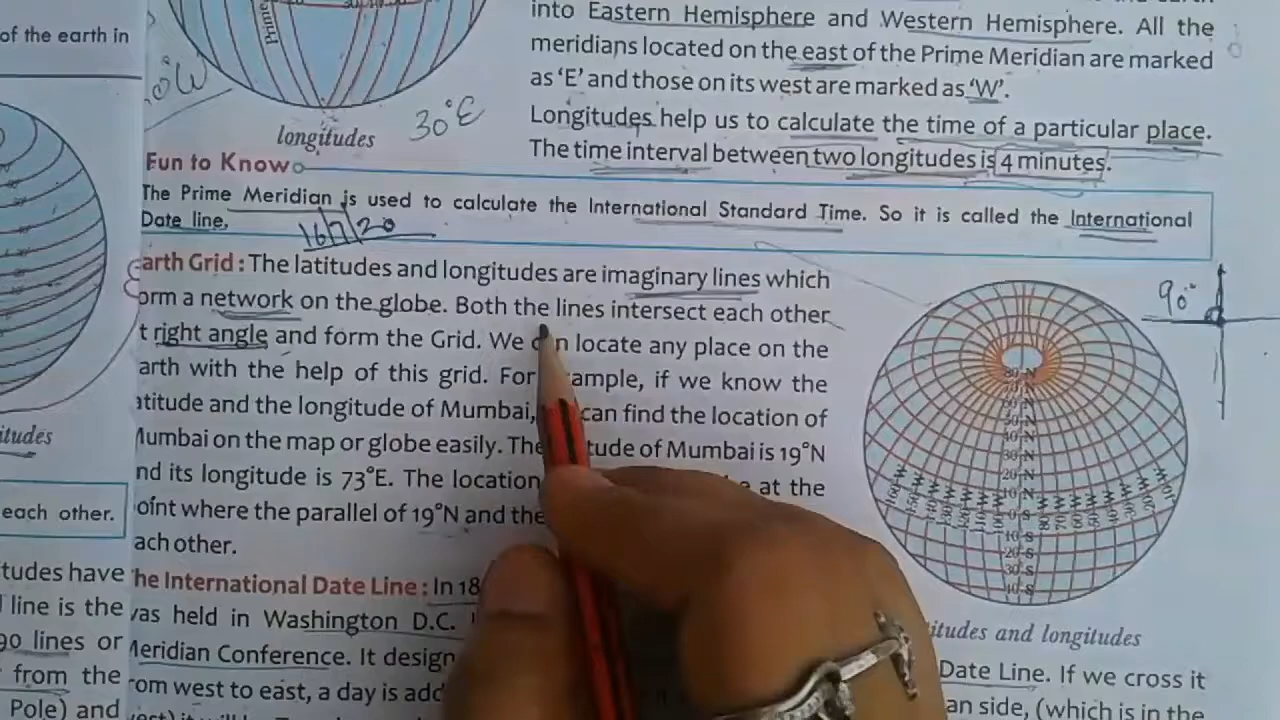 of the earth in
itudes
each other.
tudes have
line is the
90 lines or
from the
Pole) and
Prime
30°E
longitudes
into Eastern Hemisphere and Western Hemisphere. All the
meridians located on the east of the Prime Meridian are marked
as 'E' and those on its west are marked as 'W'.
Longitudes help us to calculate the time of a particular place.
The time interval between two longitudes is 4 minutes.
Fun to Know
The Prime Meridian is used to calculate the International Standard Time. So it is called the International
Date line,
16/7/20
arth Grid : The latitudes and longitudes are imaginary lines which
orm a network on the globe. Both the lines intersect each other
t right angle and form the Grid. We can locate any place on the
arth with the help of this grid. For example, if we know the
atitude and the longitude of Mumbai, can find the location of
Mumbai on the map or globe easily. The tude of Mumbai is 19°N
nd its longitude is 73°E. The location at the
oint where the parallel of 19°N and the
ach other.
90°
he International Date Line : In 18
was held in Washington D.C.
Meridian Conference. It design
rom west to east, a day is add
itudes and longitudes
Date Line. If we cross it
an side, (which is in the